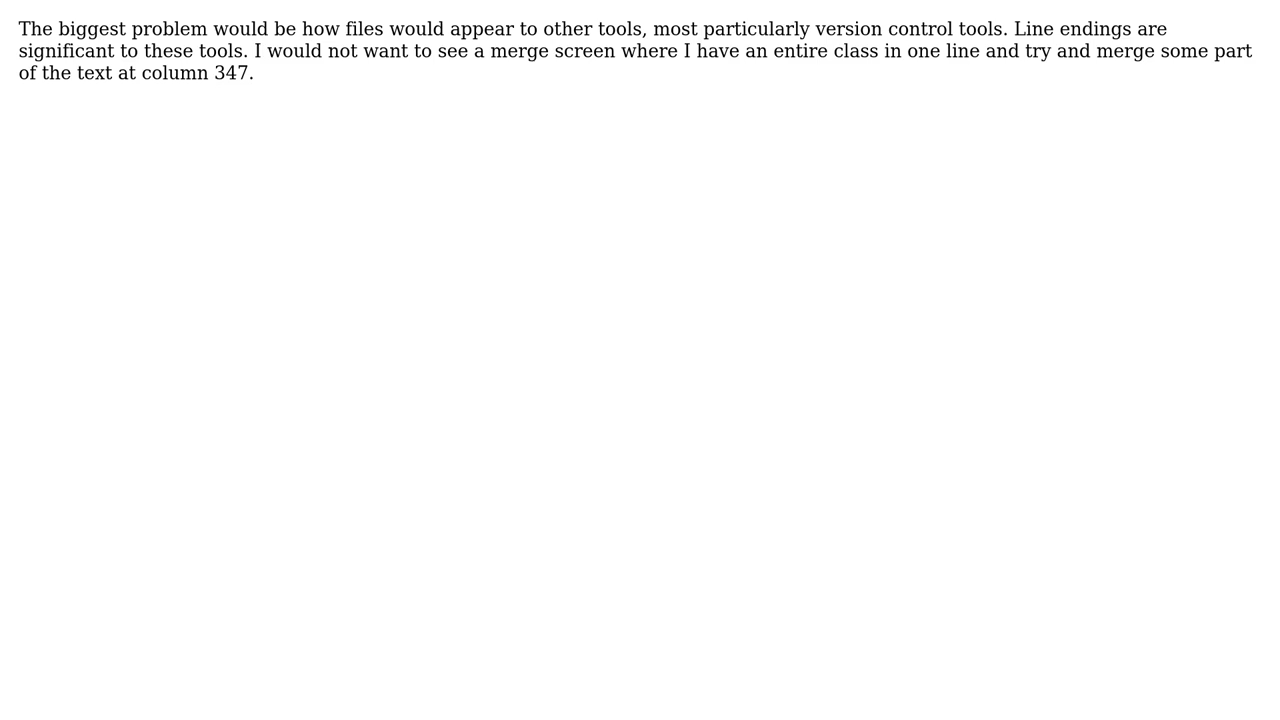 The biggest problem would be how files would appear to other tools, most particularly version control tools. Line endings are
significant to these tools. I would not want to see a merge screen where I have an entire class in one line and try and merge some part
of the text at column 347.